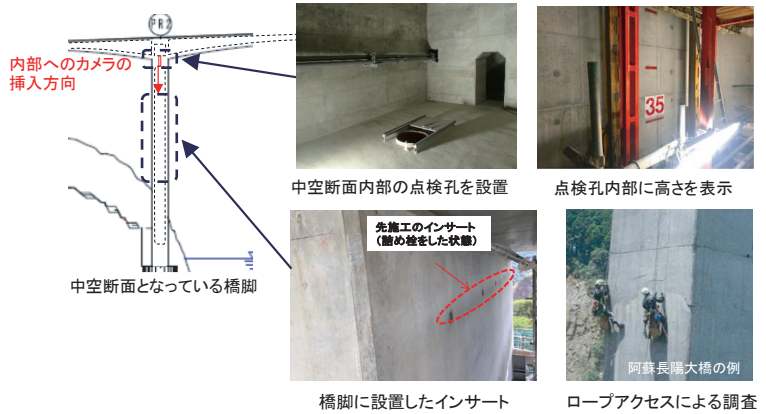 PR2
内部へのカメラの
挿入方向
中空断面となっている橋脚
中空断面内部の点検孔を設置
35
点検孔内部に高さを表示
先施工のインサート
(詰め栓をした状態)
橋脚に設置したインサート
阿蘇長陽大橋の例
ロープアクセスによる調査